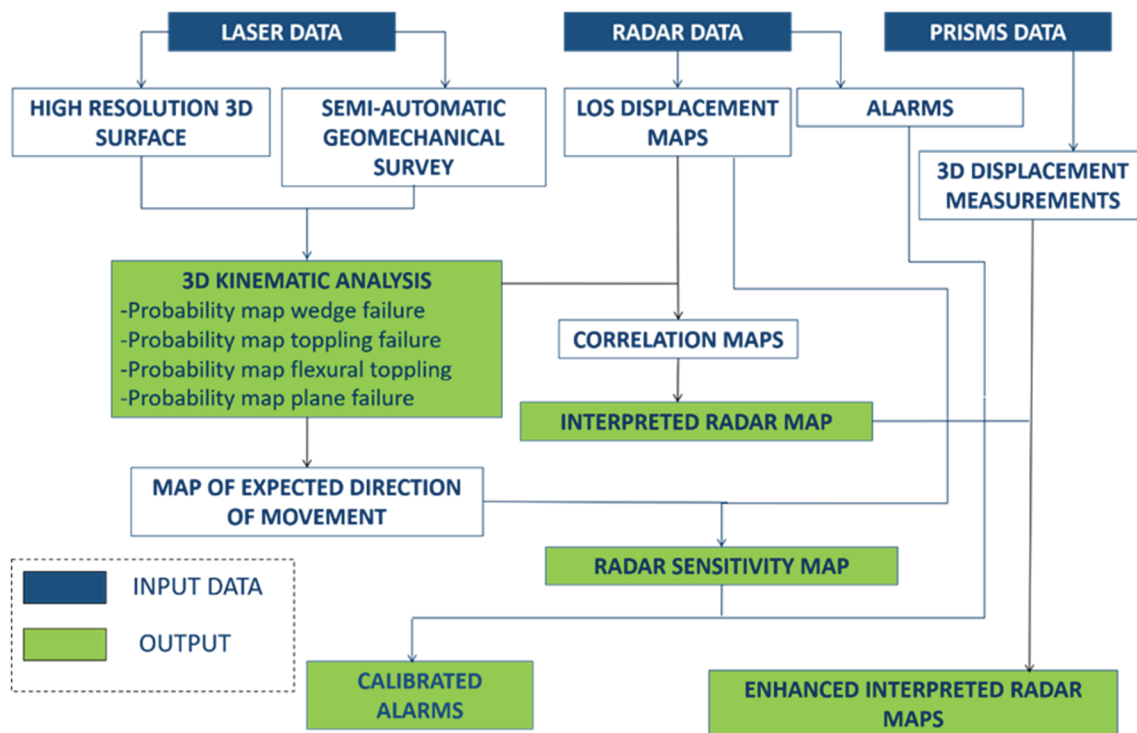 LASER DATA
RADAR DATA
PRISMS DATA
HIGH RESOLUTION 3D
SURFACE
SEMI-AUTOMATIC
GEOMECHANICAL
SURVEY
LOS DISPLACEMENT
MAPS
ALARMS
3D DISPLACEMENT
MEASUREMENTS
3D KINEMATIC ANALYSIS
-Probability map wedge failure
-Probability map toppling failure
-Probability map flexural toppling
-Probability map plane failure
CORRELATION MAPS
INTERPRETED RADAR MAP
MAP OF EXPECTED DIRECTION
OF MOVEMENT
RADAR SENSITIVITY MAP
INPUT DATA
OUTPUT
CALIBRATED
ALARMS
ENHANCED INTERPRETED RADAR
MAPS